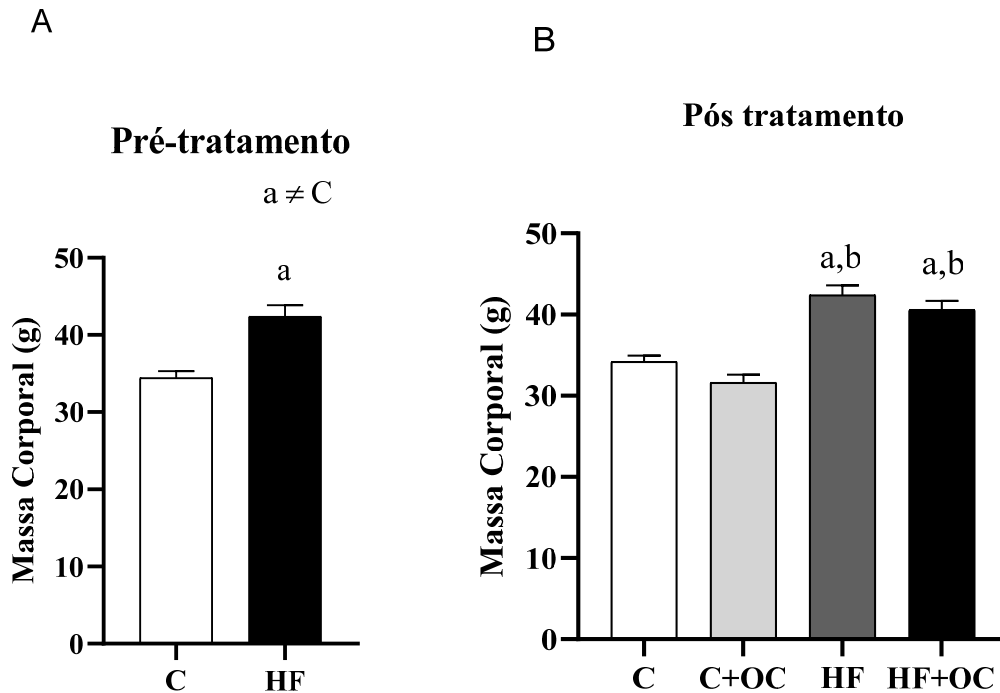 A
Pré-tratamento
a ≠ C
a
50
40
30
20
10
0
Massa Corporal (g)
C HF
B
Pós tratamento
a,b a,b
50
40
30
20
10
0
Massa Corporal (g)
C C+OC HF HF+OC